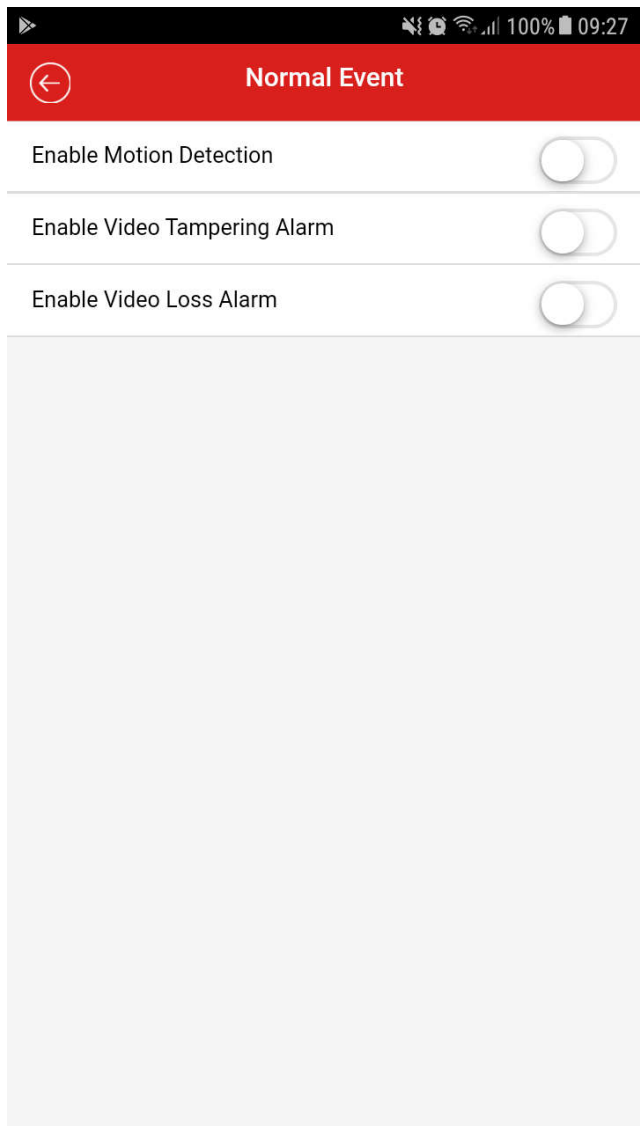 100% 09:27
Normal Event
Enable Motion Detection
Enable Video Tampering Alarm
Enable Video Loss Alarm